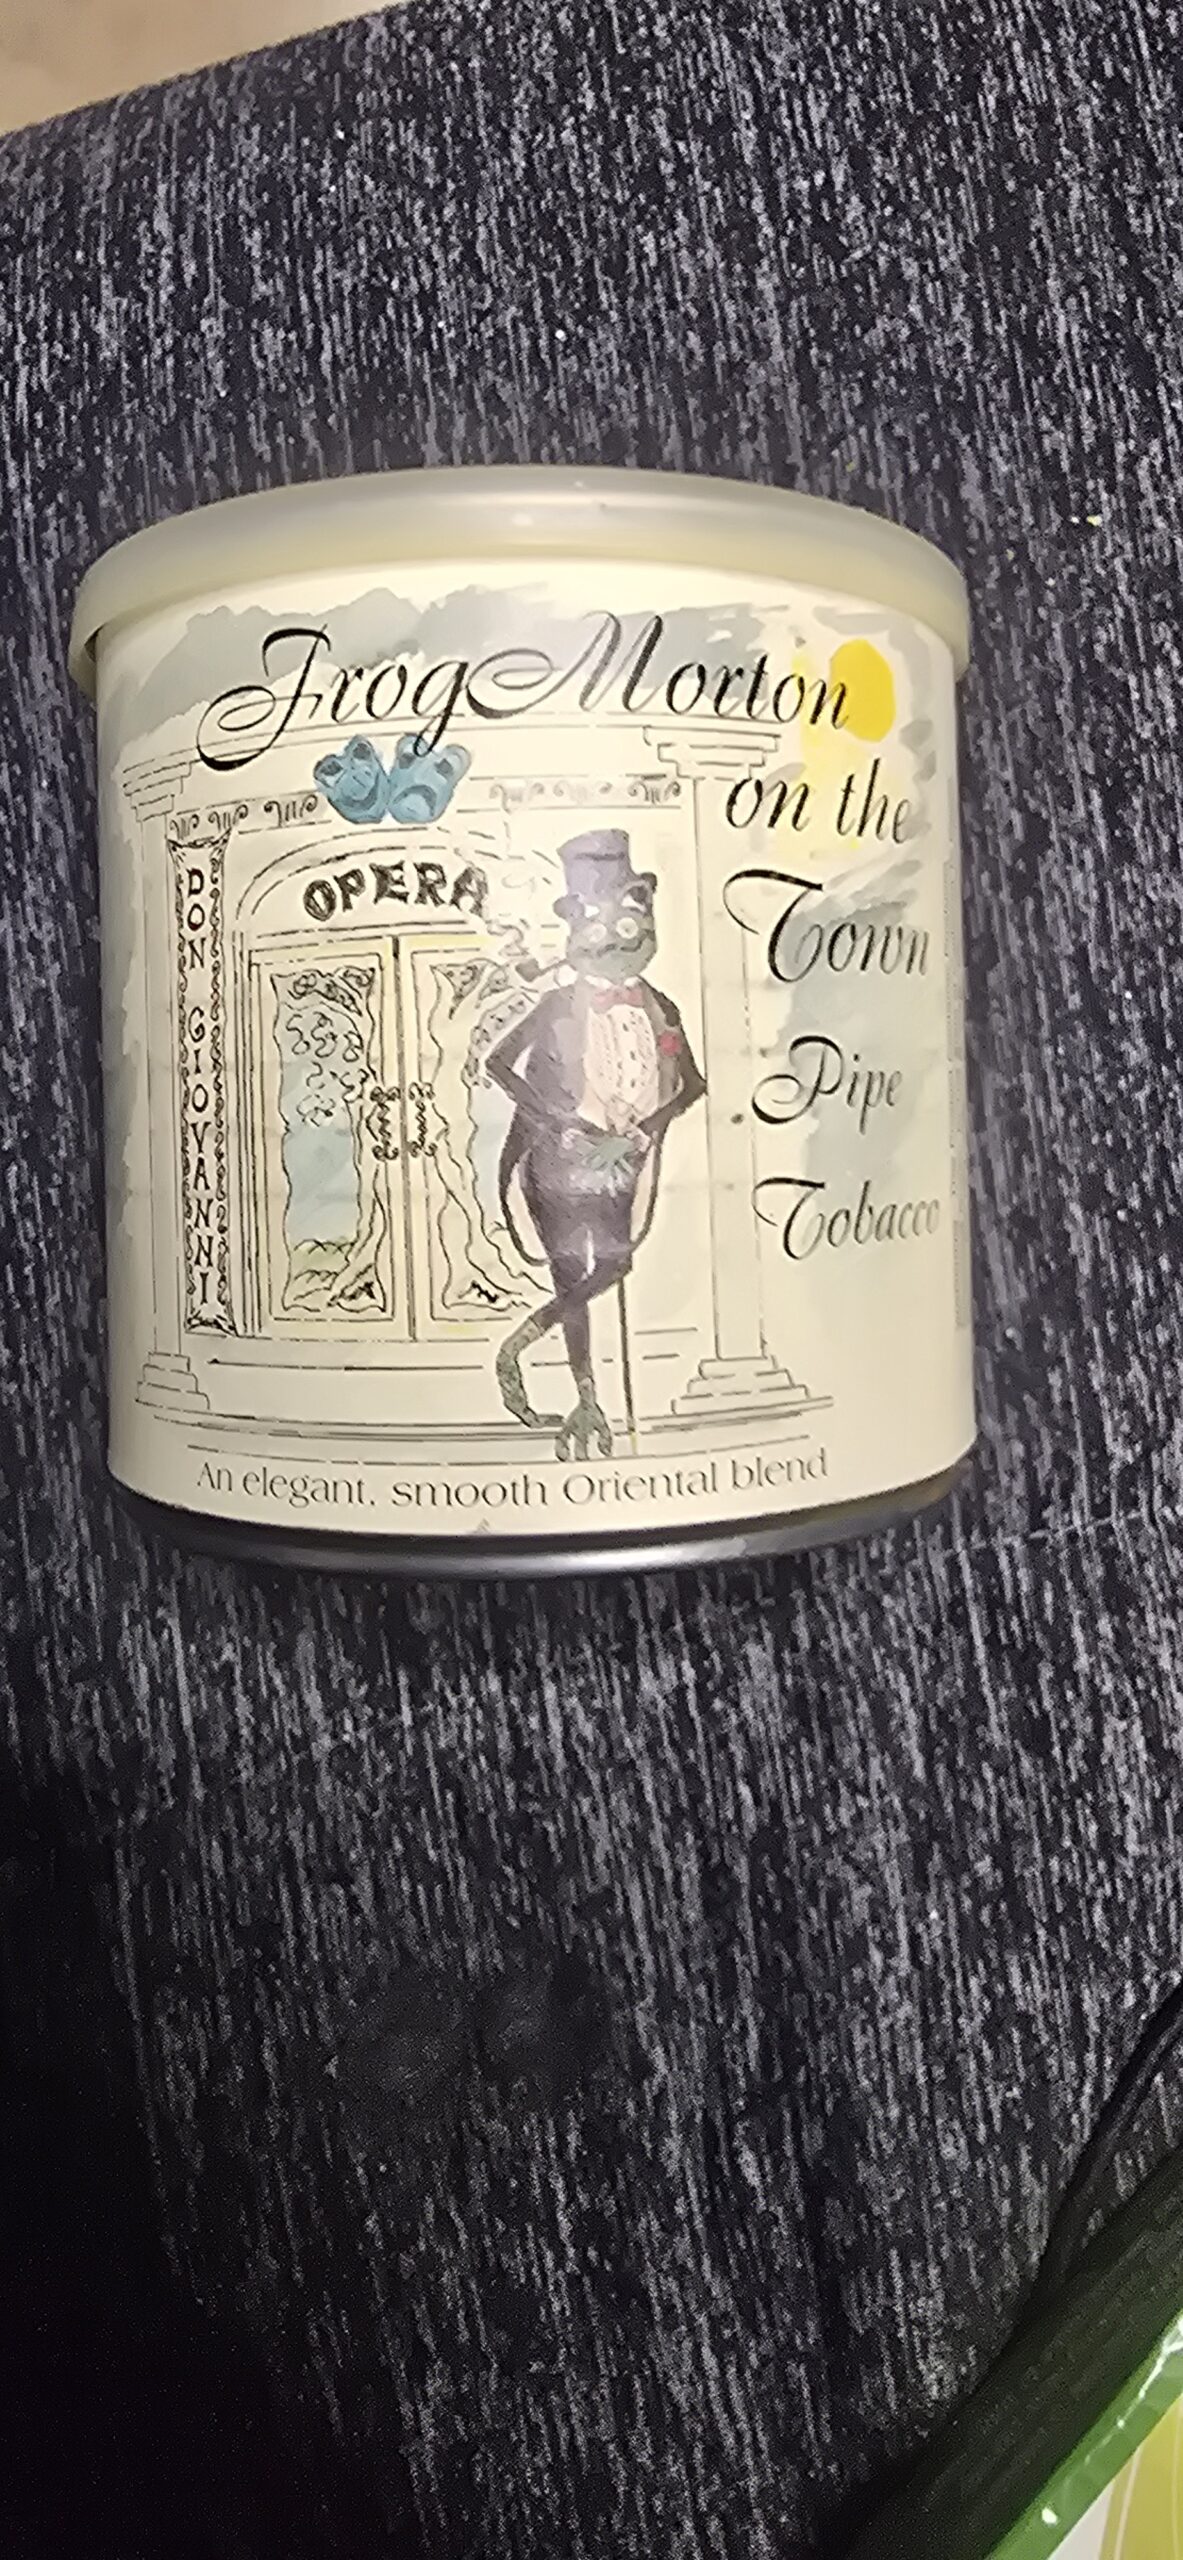 Frog Morton
on the
Town
Pipe
Tobacco
OPERA
DON GIOVANNI
An elegant, smooth Oriental blend